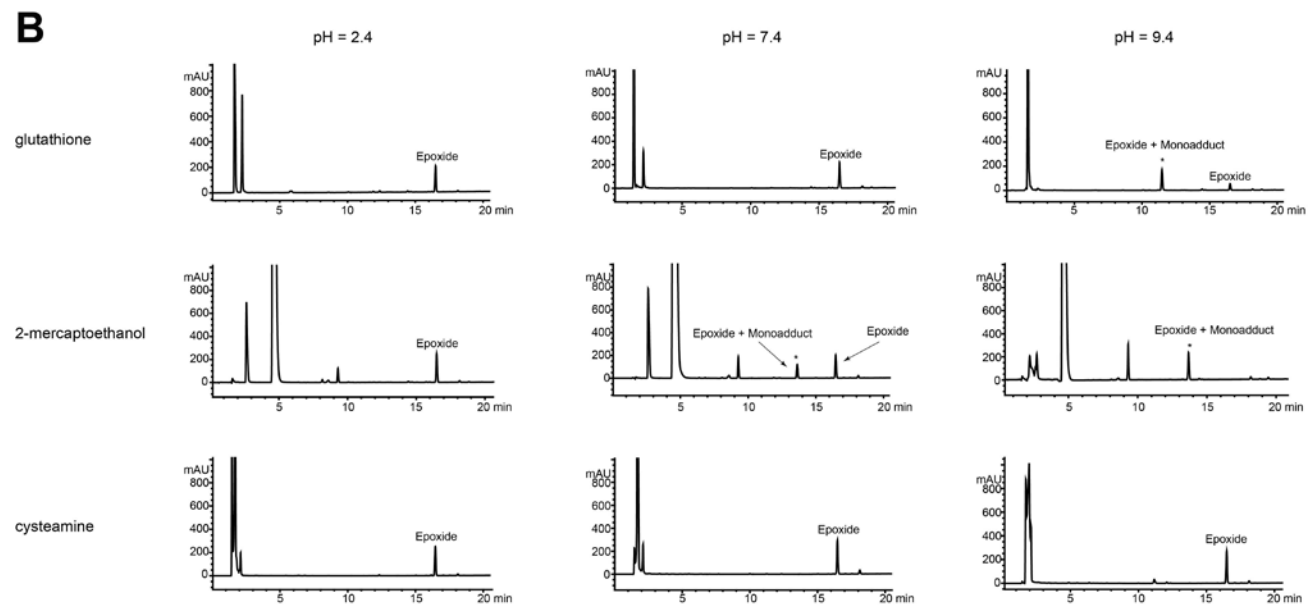 B
pH = 2.4
pH = 7.4
pH = 9.4
glutathione
mAU
800
600
400
200
0
Epoxide
5
10
15
20 min
mAU
800
600
400
200
0
Epoxide
5
10
15
20 min
mAU
800
600
400
200
0
Epoxide + Monoadduct
*
Epoxide
5
10
15
20 min
2-mercaptoethanol
mAU
800
600
400
200
0
Epoxide
5
10
15
20 min
mAU
800
600
400
200
0
Epoxide + Monoadduct
*
Epoxide
5
10
15
20 min
mAU
800
600
400
200
0
Epoxide + Monoadduct
*
5
10
15
20 min
cysteamine
mAU
800
600
400
200
0
Epoxide
5
10
15
20 min
mAU
800
600
400
200
0
Epoxide
5
10
15
20 min
mAU
800
600
400
200
0
Epoxide
5
10
15
20 min